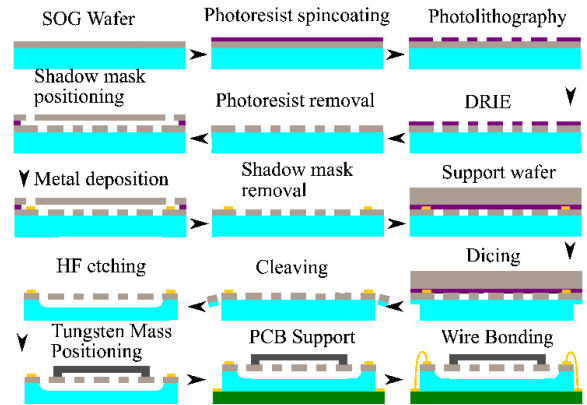 SOG Wafer
Photoresist spincoating
Photolithography
Shadow mask
positioning
Photoresist removal
DRIE
Metal deposition
Shadow mask
removal
Support wafer
HF etching
Cleaving
Dicing
Tungsten Mass
Positioning
PCB Support
Wire Bonding